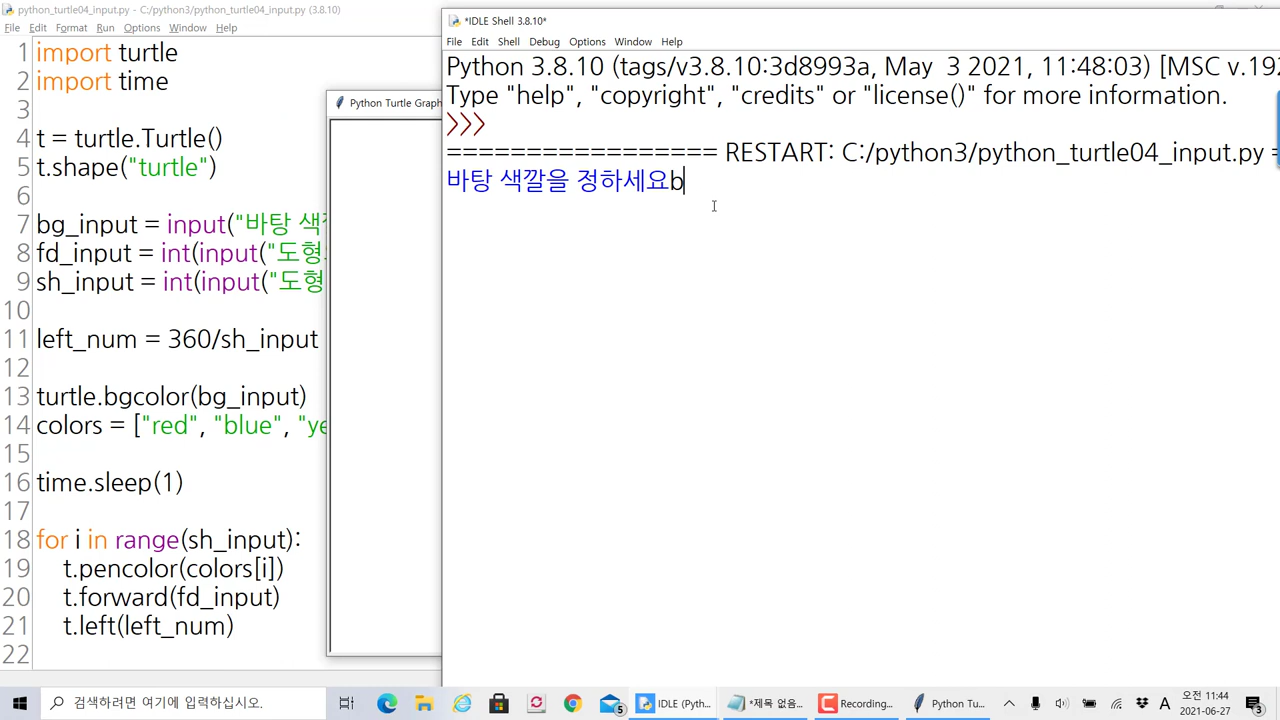 python_turtle04_input.py - C:/python3/python_turtle04_input.py (3.8.10)
File Edit Format Run Options Window Help
1 import turtle
2 import time
3
4 t = turtle.Turtle()
5 t.shape("turtle")
6
7 bg_input = input("바탕 색
8 fd_input = int(input("도형
9 sh_input = int(input("도형
10
11 left_num = 360/sh_input
12
13 turtle.bgcolor(bg_input)
14 colors = ["red", "blue", "ye
15
16 time.sleep(1)
17
18 for i in range(sh_input):
19 t.pencolor(colors[i])
20 t.forward(fd_input)
21 t.left(left_num)
22
Python Turtle Graph
*IDLE Shell 3.8.10*
File Edit Shell Debug Options Window Help
Python 3.8.10 (tags/v3.8.10:3d8993a, May 3 2021, 11:48:03) [MSC v.192
Type "help", "copyright", "credits" or "license()" for more information.
>>>
================= RESTART: C:/python3/python_turtle04_input.py =
바탕 색깔을 정하세요b
검색하려면 여기에 입력하십시오.
5
IDLE (Pyth...
*제목 없음...
Recording...
Python Tu...
A
오전 11:44
2021-06-27
3